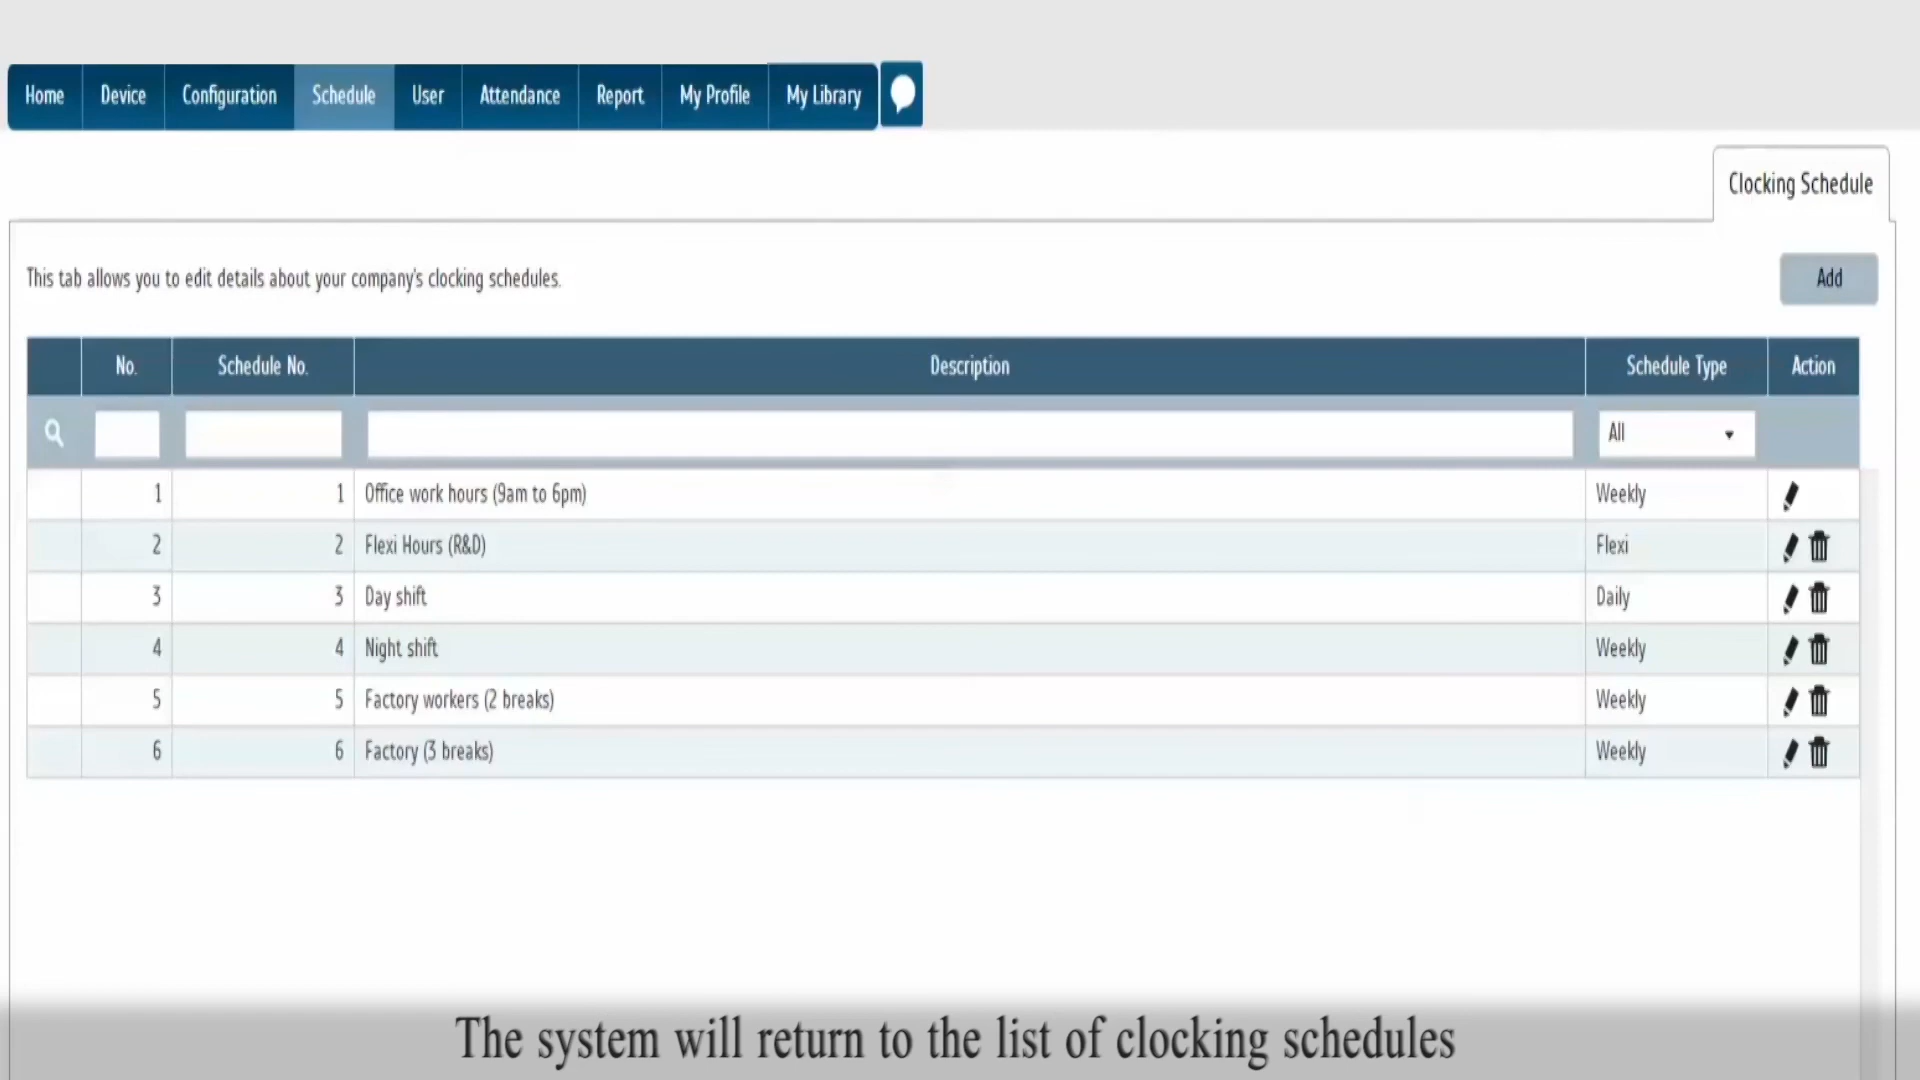 Home Device Configuration Schedule User Attendance Report My Profile My Library
Clocking Schedule
This tab allows you to edit details about your company's clocking schedules.
Add
No. Schedule No. Description Schedule Type Action
All
1 1 Office work hours (9am to 6pm) Weekly
2 2 Flexi Hours (R&D) Flexi
3 3 Day shift Daily
4 4 Night shift Weekly
5 5 Factory workers (2 breaks) Weekly
6 6 Factory (3 breaks) Weekly
The system will return to the list of clocking schedules